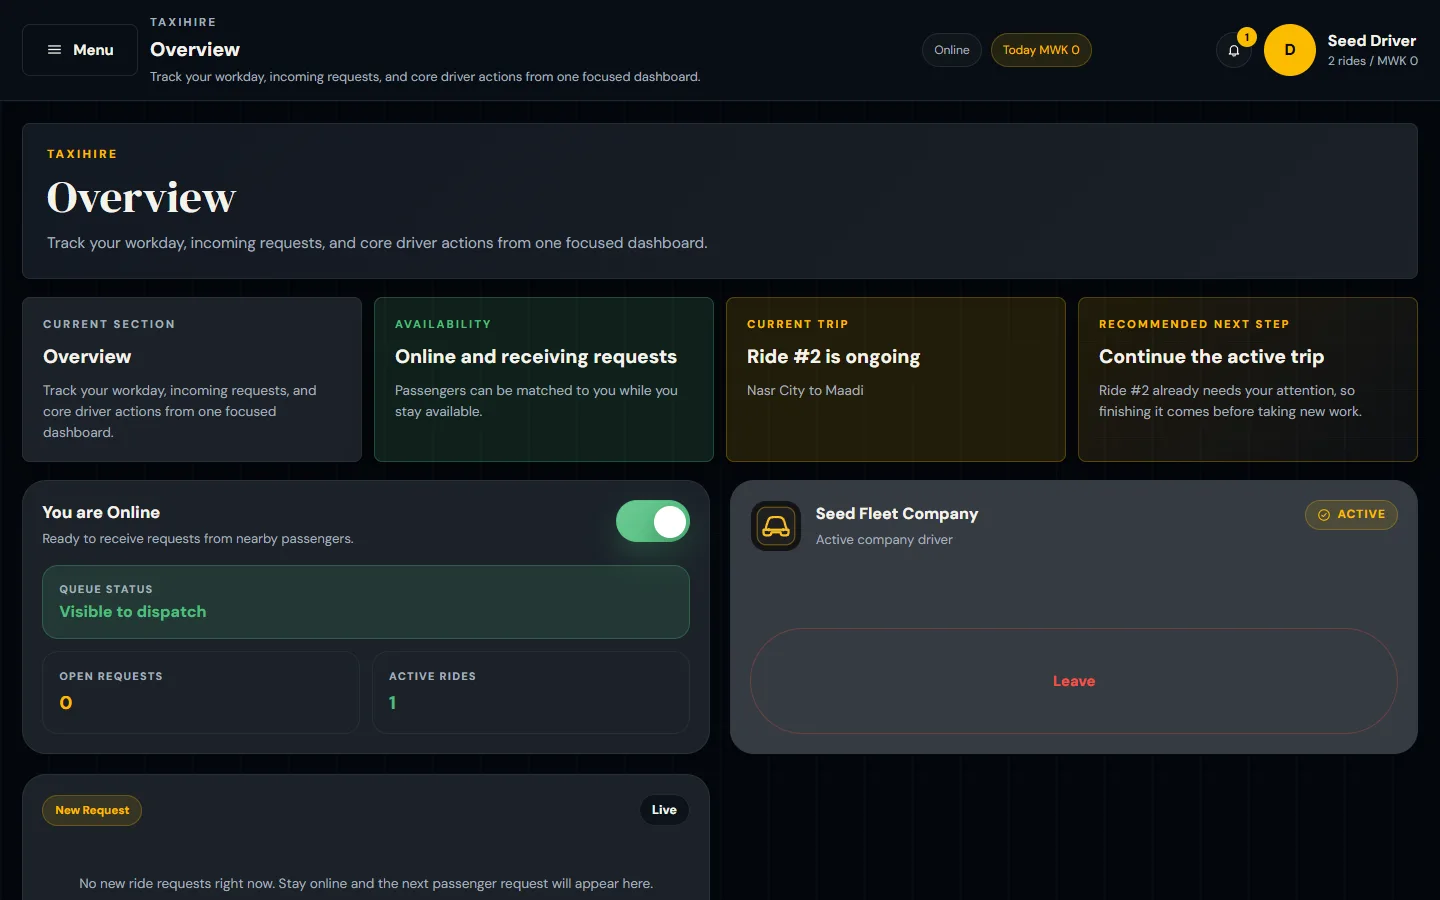 Menu
TAXIHIRE
Overview
Track your workday, incoming requests, and core driver actions from one focused dashboard.
Online
Today MWK 0
1
D
Seed Driver
2 rides / MWK 0
TAXIHIRE
Overview
Track your workday, incoming requests, and core driver actions from one focused dashboard.
CURRENT SECTION
Overview
Track your workday, incoming requests, and
core driver actions from one focused
dashboard.
AVAILABILITY
Online and receiving requests
Passengers can be matched to you while you
stay available.
CURRENT TRIP
Ride #2 is ongoing
Nasr City to Maadi
RECOMMENDED NEXT STEP
Continue the active trip
Ride #2 already needs your attention, so
finishing it comes before taking new work.
You are Online
Ready to receive requests from nearby passengers.
QUEUE STATUS
Visible to dispatch
OPEN REQUESTS
0
ACTIVE RIDES
1
Seed Fleet Company
Active company driver
ACTIVE
Leave
New Request
Live
No new ride requests right now. Stay online and the next passenger request will appear here.